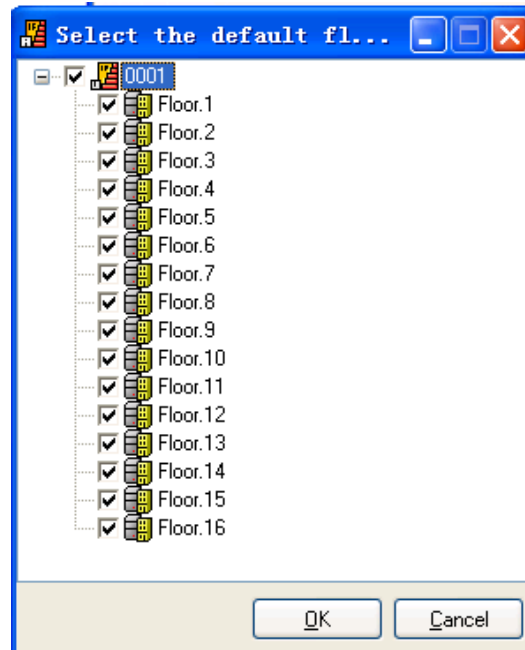 Select the default fl...
0001
Floor.1
Floor.2
Floor.3
Floor.4
Floor.5
Floor.6
Floor.7
Floor.8
Floor.9
Floor.10
Floor.11
Floor.12
Floor.13
Floor.14
Floor.15
Floor.16
OK Cancel